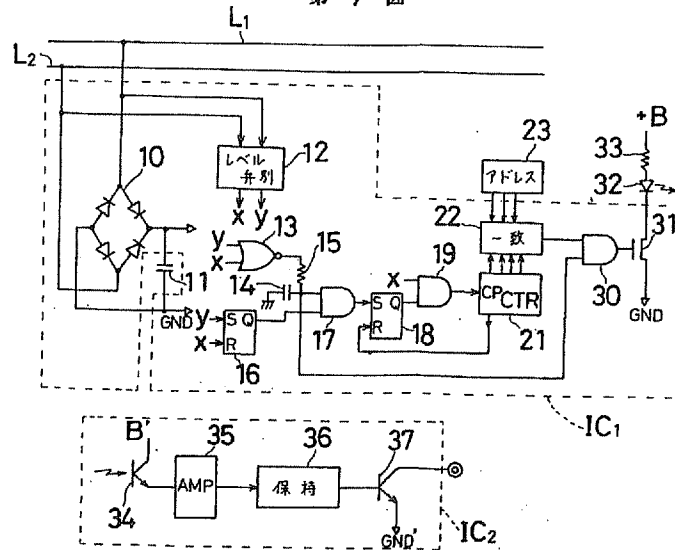 第 7 図
L1
L2
10
レベル
弁別
12
x y
13
y
x
15
14
11
GND
y
x
S Q
R
16
17
S Q
R
18
x
19
アドレス
23
22
一致
CP CTR
21
30
+B
33
32
31
GND
IC1
B'
34
35
AMP
36
保持
37
GND'
IC2